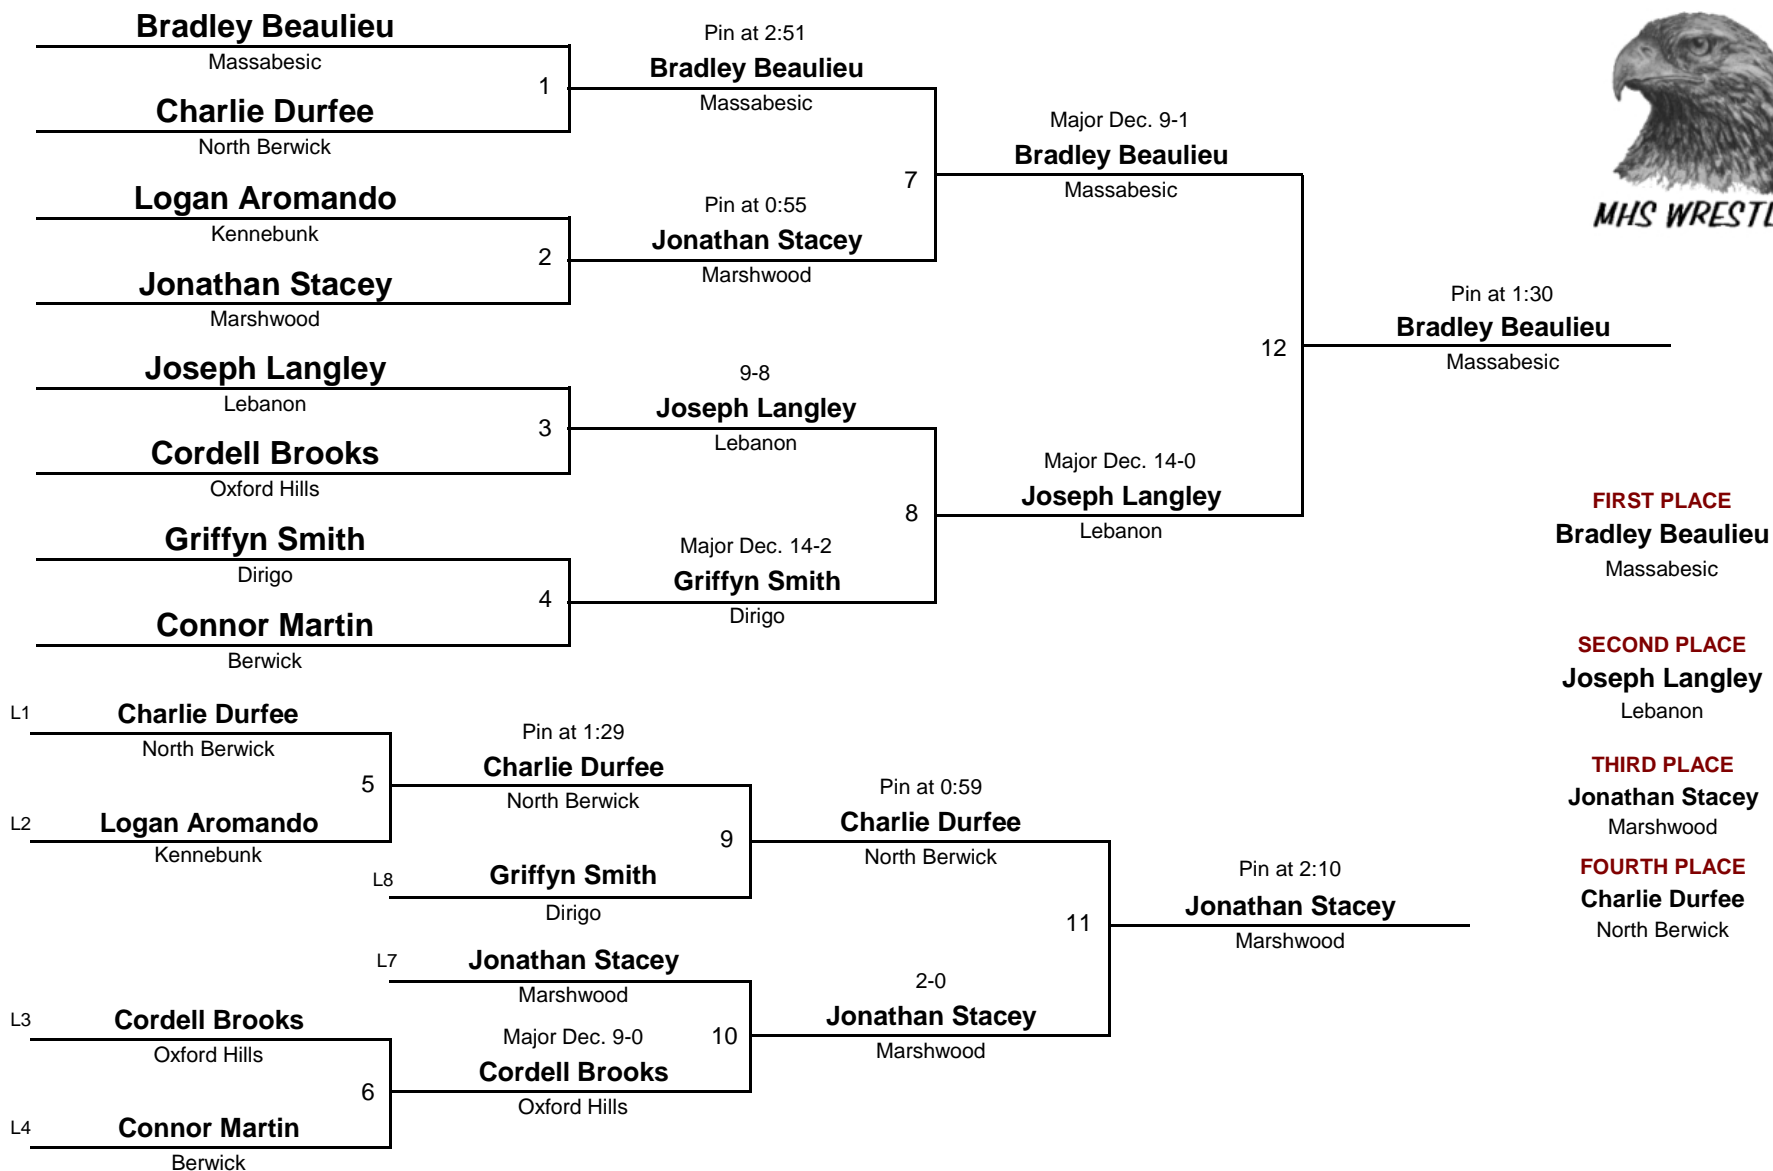 Bradley Beaulieu
Massabesic
1
Charlie Durfee
North Berwick
Logan Aromando
Kennebunk
2
Jonathan Stacey
Marshwood
Joseph Langley
Lebanon
3
Cordell Brooks
Oxford Hills
Griffyn Smith
Dirigo
4
Connor Martin
Berwick
Pin at 2:51
Bradley Beaulieu
Massabesic
7
Pin at 0:55
Jonathan Stacey
Marshwood
9-8
Joseph Langley
Lebanon
8
Major Dec. 14-2
Griffyn Smith
Dirigo
Major Dec. 9-1
Bradley Beaulieu
Massabesic
12
Major Dec. 14-0
Joseph Langley
Lebanon
Pin at 1:30
Bradley Beaulieu
Massabesic
MHS WRESTL
FIRST PLACE
Bradley Beaulieu
Massabesic
SECOND PLACE
Joseph Langley
Lebanon
THIRD PLACE
Jonathan Stacey
Marshwood
FOURTH PLACE
Charlie Durfee
North Berwick
L1
Charlie Durfee
North Berwick
5
L2
Logan Aromando
Kennebunk
L3
Cordell Brooks
Oxford Hills
6
L4
Connor Martin
Berwick
Pin at 1:29
Charlie Durfee
North Berwick
9
L8
Griffyn Smith
Dirigo
L7
Jonathan Stacey
Marshwood
10
Major Dec. 9-0
Cordell Brooks
Oxford Hills
Pin at 0:59
Charlie Durfee
North Berwick
11
2-0
Jonathan Stacey
Marshwood
Pin at 2:10
Jonathan Stacey
Marshwood